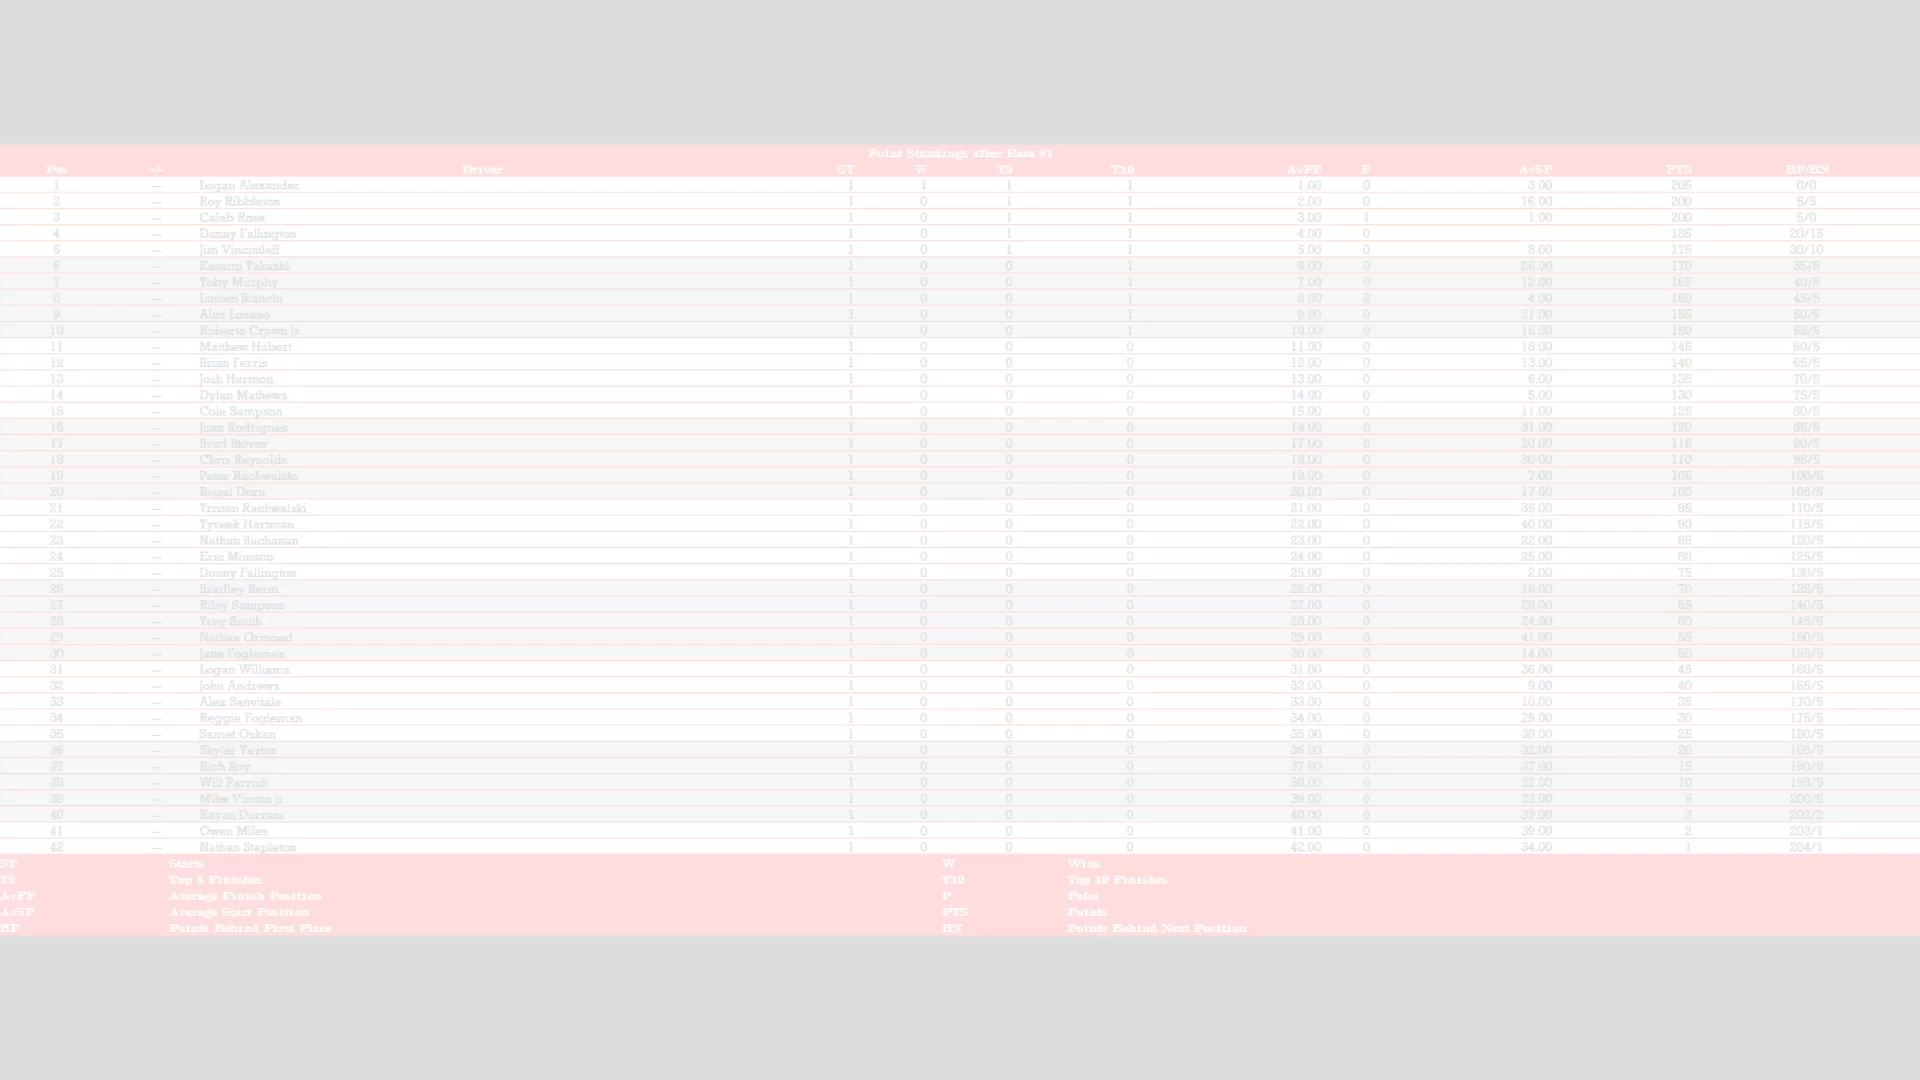 Point Standings after Race #1
Pos +/- Driver ST W T5 T10 AvFP P AvSP PTS BF/BN
1 — Logan Alexander 1 1 1 1 1.00 0 3.00 205 0/0
2 — Roy Ribbleton 1 0 1 1 2.00 0 16.00 200 5/5
3 — Caleb Rose 1 0 1 1 3.00 1 1.00 200 5/0
4 — Danny Fallington 1 0 1 1 4.00 0 185 20/15
5 — Jim Vincintleff 1 0 1 1 5.00 0 8.00 175 30/10
6 — Kasumi Takashi 1 0 0 1 6.00 0 26.00 170 35/5
7 — Toby Murphy 1 0 0 1 7.00 0 12.00 165 40/5
8 — Lucien Bianchi 1 0 0 1 8.00 0 4.00 160 45/5
9 — Alex Lozano 1 0 0 1 9.00 0 21.00 155 50/5
10 — Roberto Crown Jr. 1 0 0 1 10.00 0 15.00 150 55/5
11 — Matthew Hubert 1 0 0 0 11.00 0 18.00 145 60/5
12 — Brian Ferris 1 0 0 0 12.00 0 13.00 140 65/5
13 — Josh Harmon 1 0 0 0 13.00 0 6.00 135 70/5
14 — Dylan Mathews 1 0 0 0 14.00 0 5.00 130 75/5
15 — Cole Sampson 1 0 0 0 15.00 0 11.00 125 80/5
16 — Juan Rodrigues 1 0 0 0 16.00 0 31.00 120 85/5
17 — Brad Stover 1 0 0 0 17.00 0 20.00 115 90/5
18 — Chris Reynolds 1 0 0 0 18.00 0 30.00 110 95/5
19 — Peter Rachwalski 1 0 0 0 19.00 0 7.00 105 100/5
20 — Rogal Dorn 1 0 0 0 20.00 0 17.00 100 105/5
21 — Tristan Rachwalski 1 0 0 0 21.00 0 35.00 95 110/5
22 — Tyreek Hartman 1 0 0 0 22.00 0 40.00 90 115/5
23 — Nathan Buchanan 1 0 0 0 23.00 0 22.00 85 120/5
24 — Eric Monaco 1 0 0 0 24.00 0 25.00 80 125/5
25 — Donny Fallington 1 0 0 0 25.00 0 2.00 75 130/5
26 — Bradley 1 0 0 0 26.00 0 19.00 70 135/5
27 — Riley Sampson 1 0 0 0 27.00 0 28.00 65 140/5
28 — Trey Smith 1 0 0 0 28.00 0 24.00 60 145/5
29 — Nathan Ormond 1 0 0 0 29.00 0 41.00 55 150/5
30 — Jane Fogleman 1 0 0 0 30.00 0 14.00 50 155/5
31 — Logan Williams 1 0 0 0 31.00 0 36.00 45 160/5
32 — John Andrews 1 0 0 0 32.00 0 9.00 40 165/5
33 — Alex Sanvitale 1 0 0 0 33.00 0 10.00 35 170/5
34 — Reggie Fogleman 1 0 0 0 34.00 0 29.00 30 175/5
35 — Samet Ozkan 1 0 0 0 35.00 0 38.00 25 180/5
36 — Skyler Taylor 1 0 0 0 36.00 0 32.00 20 185/5
37 — Rich Roy 1 0 0 0 37.00 0 37.00 15 190/5
38 — Will Parrish 1 0 0 0 38.00 0 27.00 10 195/5
39 — Mike Vinson Jr. 1 0 0 0 39.00 0 23.00 5 200/5
40 — Rayan Durrani 1 0 0 0 40.00 0 33.00 3 202/2
41 — Owen Miles 1 0 0 0 41.00 0 39.00 2 203/1
42 — Nathan Stapleton 1 0 0 0 42.00 0 34.00 1 204/1
ST Starts W Wins
T5 Top 5 Finishes T10 Top 10 Finishes
AvFP Average Finish Position P Poles
AvSP Average Start Position PTS Points
BF Points Behind First Place BN Points Behind Next Position